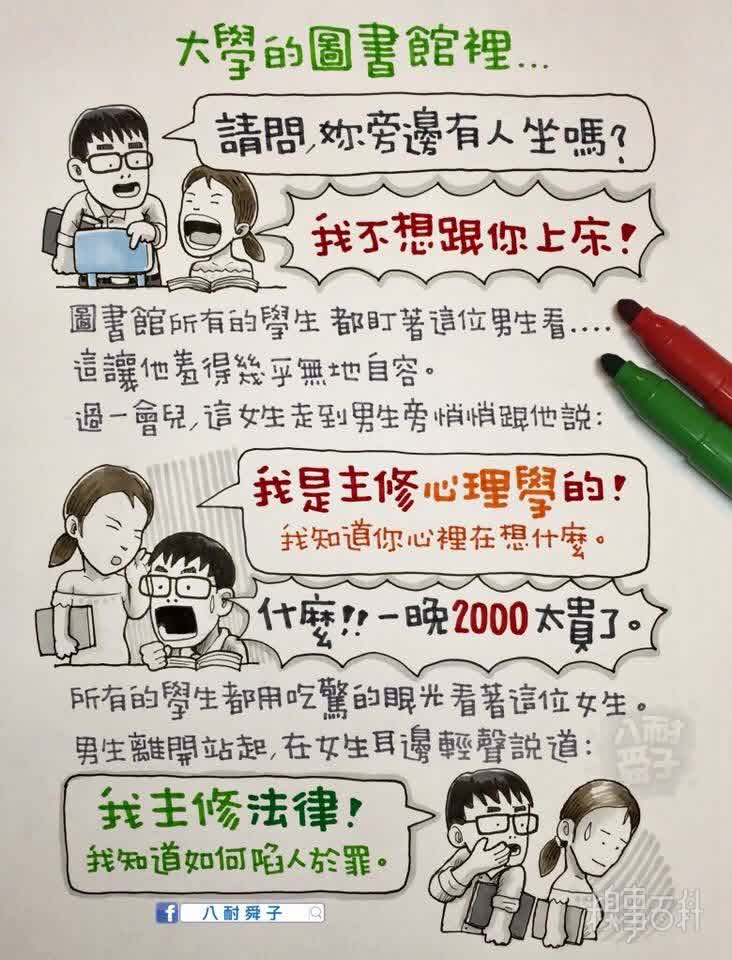 大學的圖書館裡...
請問,妳旁邊有人坐嗎?
我不想跟你上床!
圖書館所有的學生 都盯著這位男生看....
這讓他羞得幾乎無地自容。
過一會兒,這女生走到男生旁悄悄跟他說:
我是主修心理學的!
我知道你心裡在想什麼。
什麼!!一晚2000太貴了。
所有的學生都用吃驚的眼光看著這位女生。
男生離開站起,在女生耳邊輕聲說道:
八耐舜子
我主修法律!
我知道如何陷人於罪。
f 八耐舜子
糗事百科